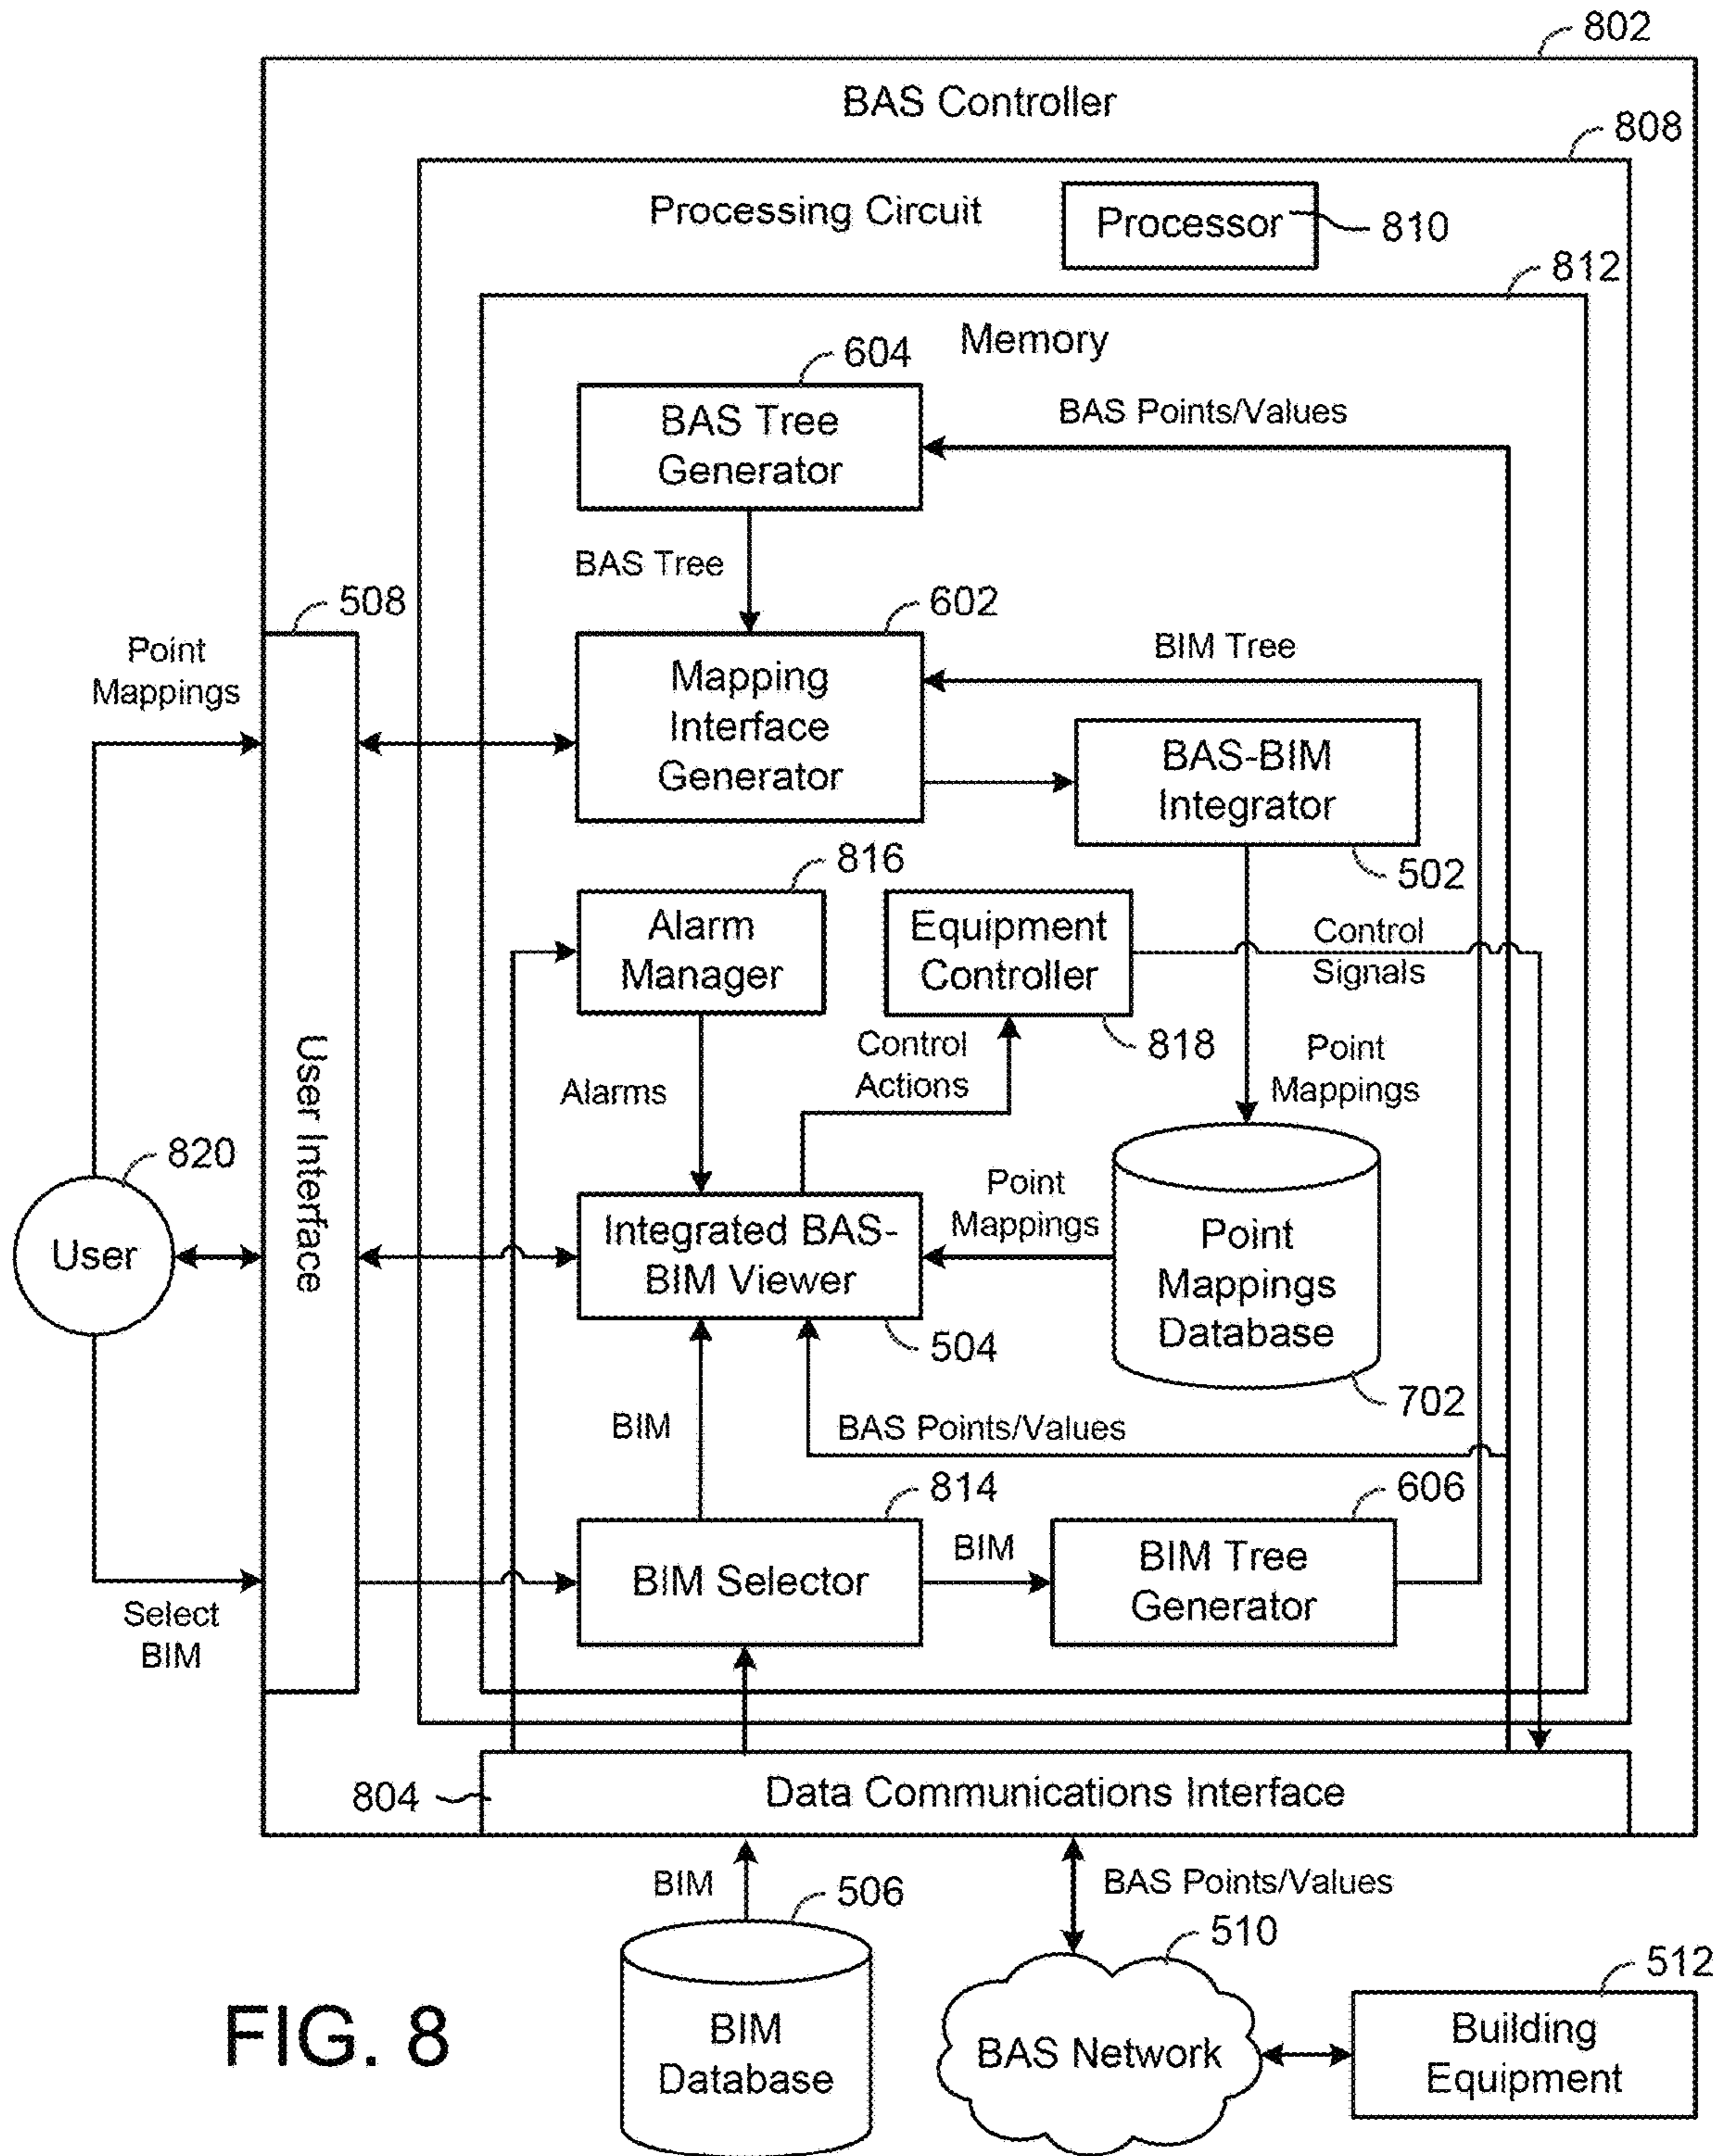 802
BAS Controller
808
Processing Circuit
Processor
810
812
Memory
604
BAS Tree
Generator
BAS Points/Values
BAS Tree
508
602
Point
Mappings
Mapping
Interface
Generator
BIM Tree
BAS-BIM
Integrator
502
816
Alarm
Manager
Equipment
Controller
818
Control
Signals
User Interface
Alarms
Control
Actions
Point
Mappings
820
User
Integrated BAS-
BIM Viewer
504
Point
Mappings
Point
Mappings
Database
702
BIM
BAS Points/Values
814
606
BIM Selector
BIM
BIM Tree
Generator
Select
BIM
804
Data Communications Interface
BIM
506
BAS Points/Values
510
512
FIG. 8
BIM
Database
BAS Network
Building
Equipment